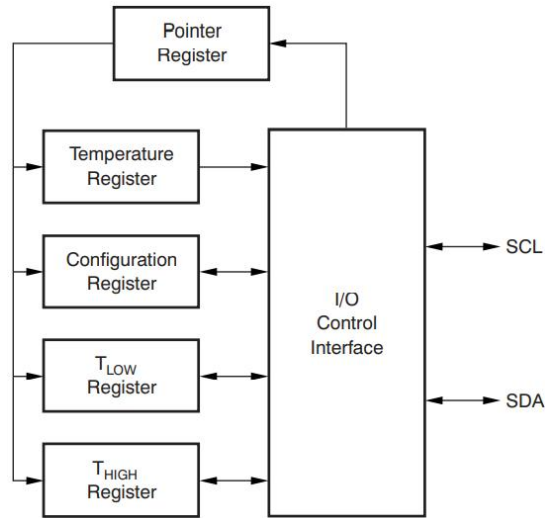 Pointer
Register
Temperature
Register
Configuration
Register
TLOW
Register
THIGH
Register
I/O
Control
Interface
SCL
SDA